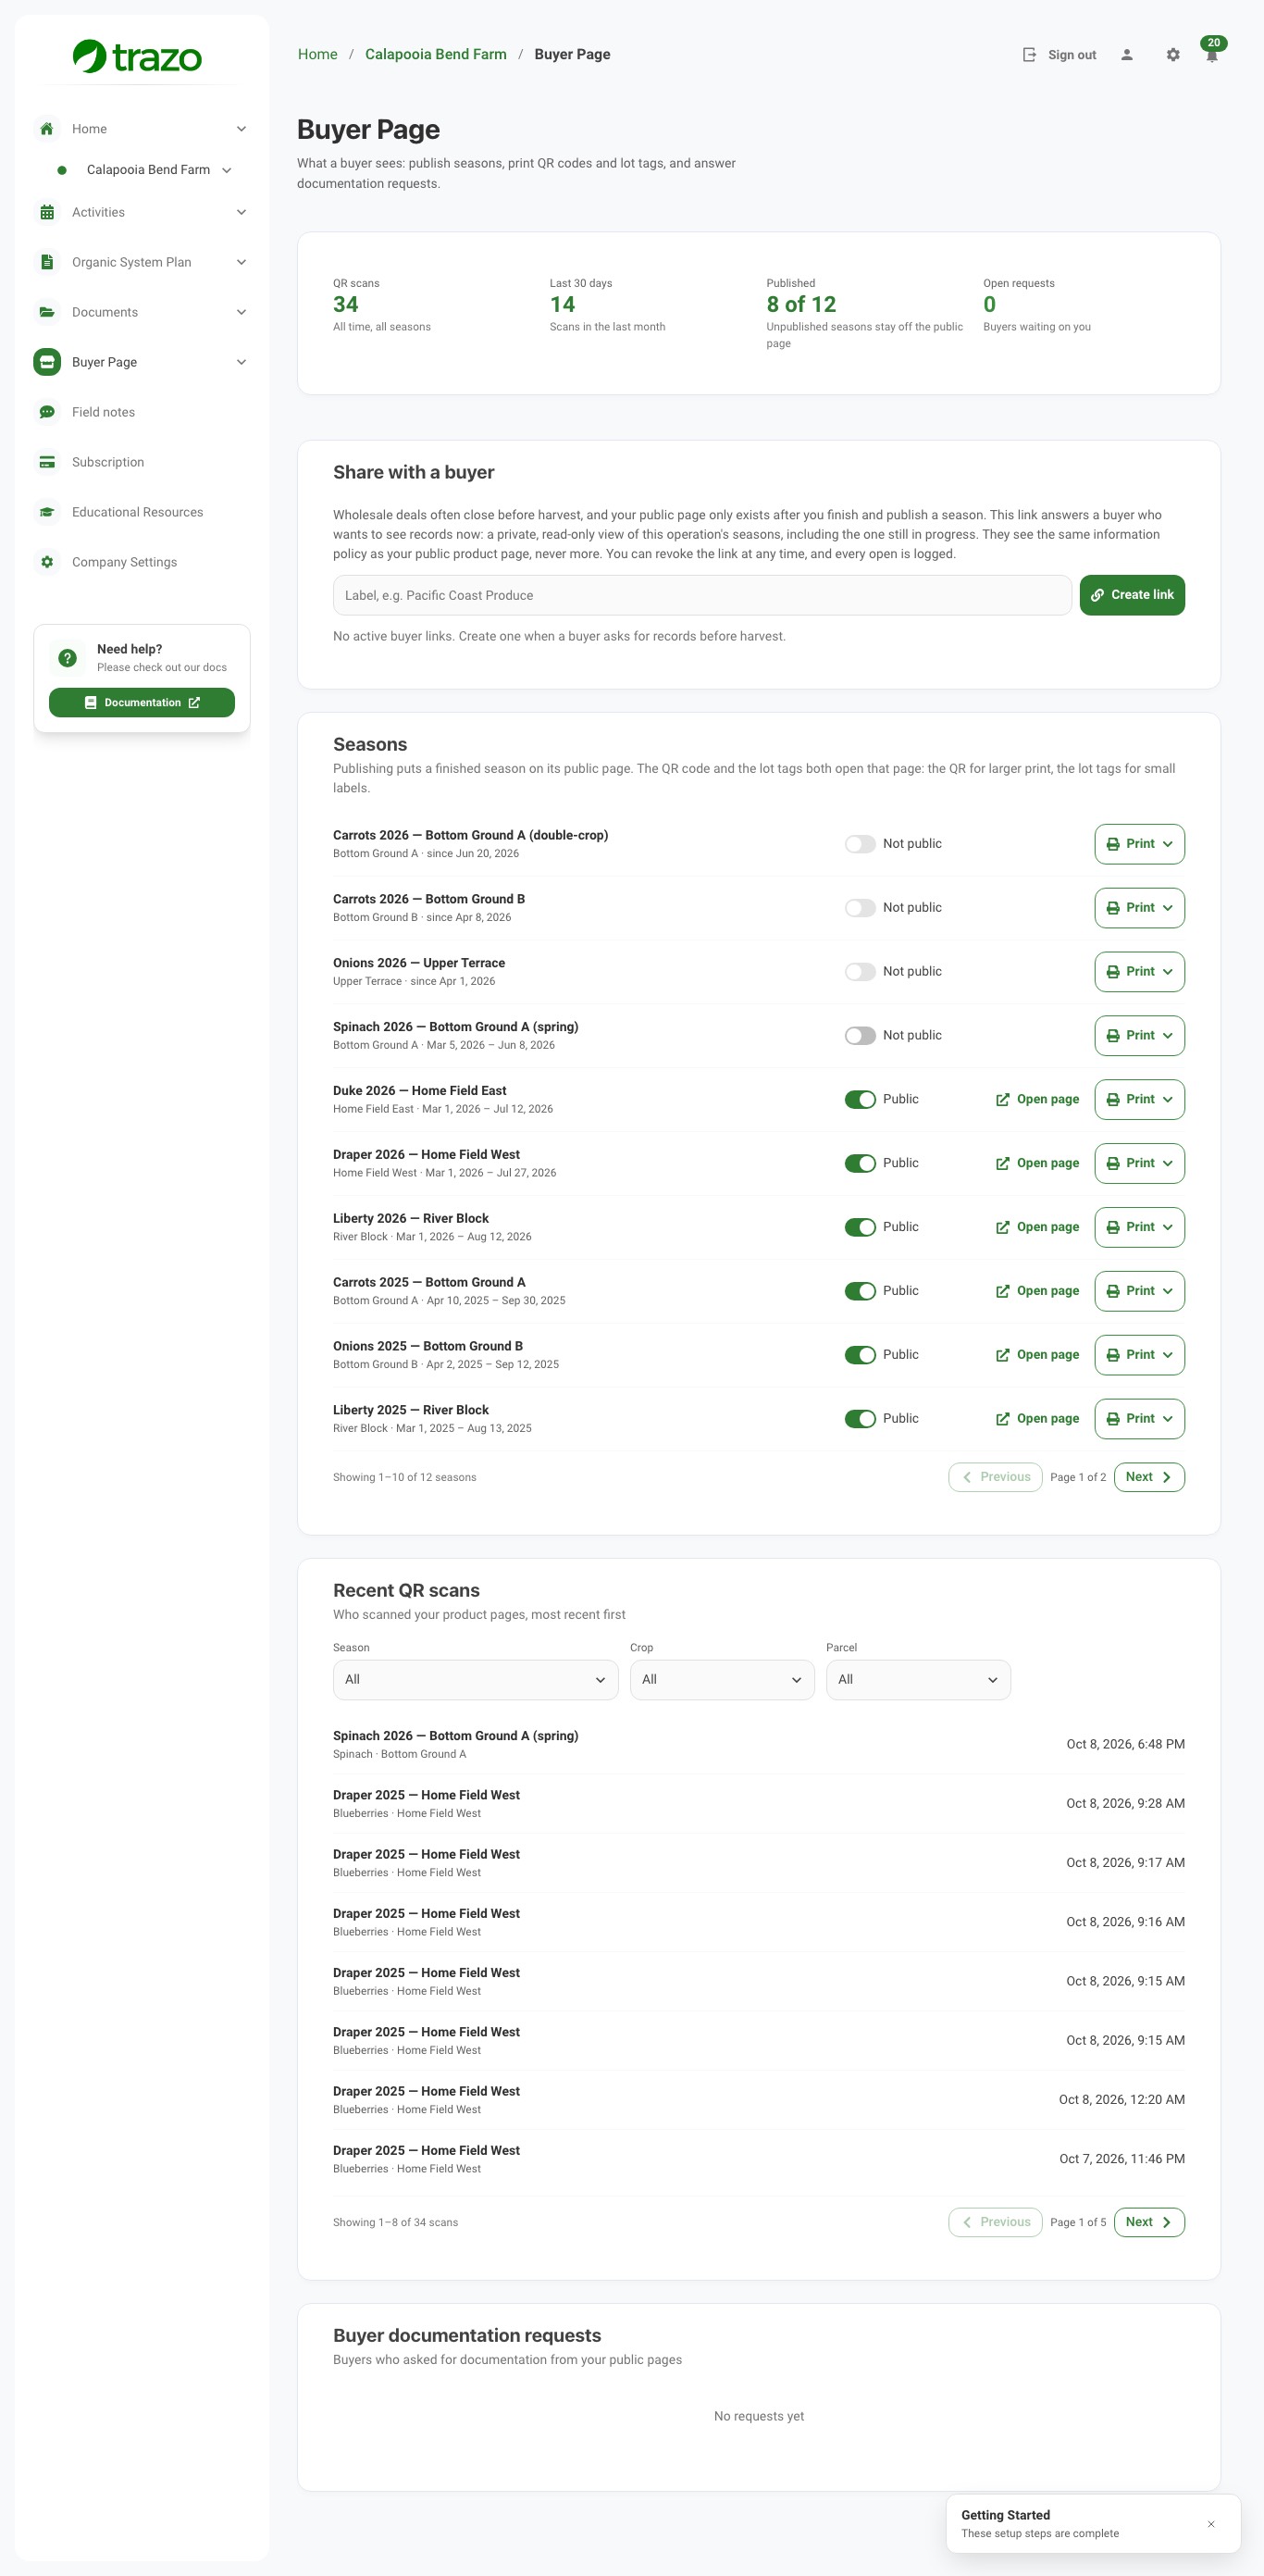 trazo
Home
Calapooia Bend Farm
Activities
Organic System Plan
Documents
Buyer Page
Field notes
Subscription
Educational Resources
Company Settings
Need help?
Please check out our docs
Documentation
Home / Calapooia Bend Farm / Buyer Page
Sign out
20
Buyer Page
What a buyer sees: publish seasons, print QR codes and lot tags, and answer
documentation requests.
QR scans
34
All time, all seasons
Last 30 days
14
Scans in the last month
Published
8 of 12
Unpublished seasons stay off the public
page
Open requests
0
Buyers waiting on you
Share with a buyer
Wholesale deals often close before harvest, and your public page only exists after you finish and publish a season. This link answers a buyer who
wants to see records now: a private, read-only view of this operation's seasons, including the one still in progress. They see the same information
policy as your public product page, never more. You can revoke the link at any time, and every open is logged.
Label, e.g. Pacific Coast Produce
Create link
No active buyer links. Create one when a buyer asks for records before harvest.
Seasons
Publishing puts a finished season on its public page. The QR code and the lot tags both open that page: the QR for larger print, the lot tags for small
labels.
Carrots 2026 — Bottom Ground A (double-crop)
Bottom Ground A · since Jun 20, 2026
Not public
Print
Carrots 2026 — Bottom Ground B
Bottom Ground B · since Apr 8, 2026
Not public
Print
Onions 2026 — Upper Terrace
Upper Terrace · since Apr 1, 2026
Not public
Print
Spinach 2026 — Bottom Ground A (spring)
Bottom Ground A · Mar 5, 2026 – Jun 8, 2026
Not public
Print
Duke 2026 — Home Field East
Home Field East · Mar 1, 2026 – Jul 12, 2026
Public
Open page
Print
Draper 2026 — Home Field West
Home Field West · Mar 1, 2026 – Jul 27, 2026
Public
Open page
Print
Liberty 2026 — River Block
River Block · Mar 1, 2026 – Aug 12, 2026
Public
Open page
Print
Carrots 2025 — Bottom Ground A
Bottom Ground A · Apr 10, 2025 – Sep 30, 2025
Public
Open page
Print
Onions 2025 — Bottom Ground B
Bottom Ground B · Apr 2, 2025 – Sep 12, 2025
Public
Open page
Print
Liberty 2025 — River Block
River Block · Mar 1, 2025 – Aug 13, 2025
Public
Open page
Print
Showing 1–10 of 12 seasons
Previous
Page 1 of 2
Next
Recent QR scans
Who scanned your product pages, most recent first
Season
All
Crop
All
Parcel
All
Spinach 2026 — Bottom Ground A (spring)
Spinach · Bottom Ground A
Oct 8, 2026, 6:48 PM
Draper 2025 — Home Field West
Blueberries · Home Field West
Oct 8, 2026, 9:28 AM
Draper 2025 — Home Field West
Blueberries · Home Field West
Oct 8, 2026, 9:17 AM
Draper 2025 — Home Field West
Blueberries · Home Field West
Oct 8, 2026, 9:16 AM
Draper 2025 — Home Field West
Blueberries · Home Field West
Oct 8, 2026, 9:15 AM
Draper 2025 — Home Field West
Blueberries · Home Field West
Oct 8, 2026, 9:15 AM
Draper 2025 — Home Field West
Blueberries · Home Field West
Oct 8, 2026, 12:20 AM
Draper 2025 — Home Field West
Blueberries · Home Field West
Oct 7, 2026, 11:46 PM
Showing 1–8 of 34 scans
Previous
Page 1 of 5
Next
Buyer documentation requests
Buyers who asked for documentation from your public pages
No requests yet
Getting Started
These setup steps are complete